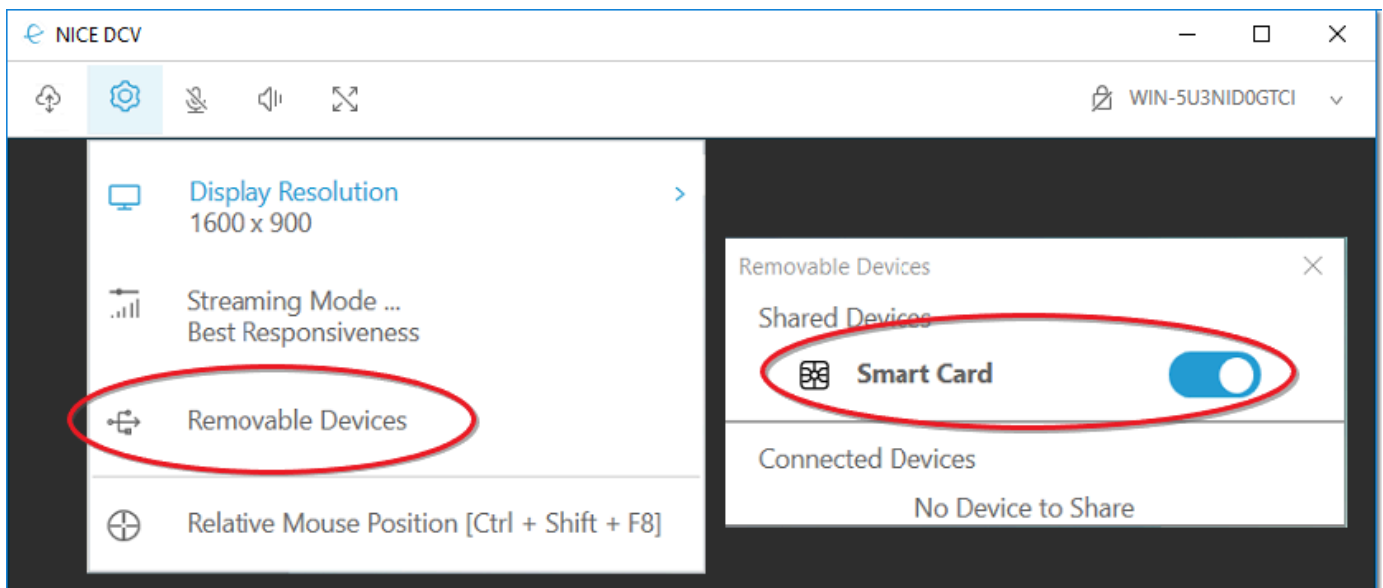 NICE DCV
WIN-5U3NID0GTCI
Display Resolution
1600 x 900
Streaming Mode ...
Best Responsiveness
Removable Devices
Relative Mouse Position [Ctrl + Shift + F8]
Removable Devices
Shared Devices
Smart Card
Connected Devices
No Device to Share